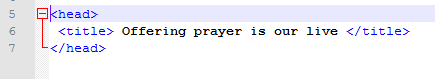 5 <head>
6 <title> Offering prayer is our live </title>
7 </head>